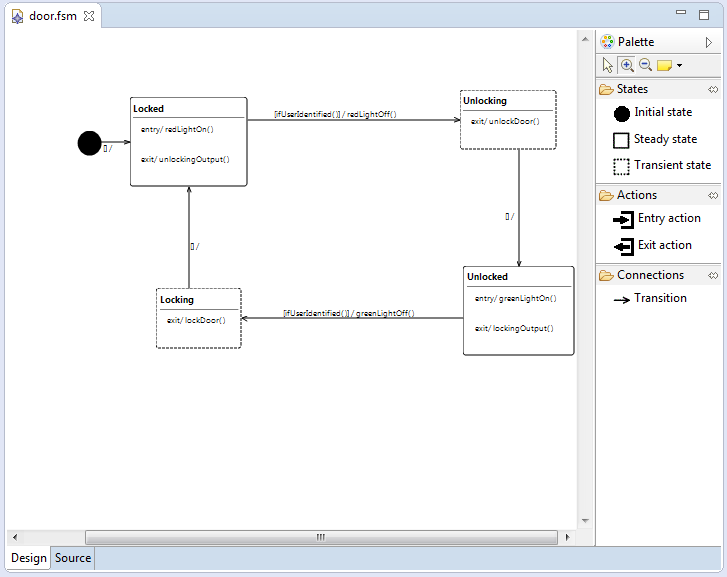 door.fsm
Palette
States
Initial state
Steady state
Transient state
Actions
Entry action
Exit action
Connections
Transition
Locked
entry/ redLightOn()
exit/ unlockingOutput()
[ifUserIdentified()] / redLightOff()
Unlocking
exit/ unlockDoor()
[] /
[] /
[] /
Unlocked
entry/ greenLightOn()
exit/ lockingOutput()
[ifUserIdentified()] / greenLightOff()
Locking
exit/ lockDoor()
Design
Source